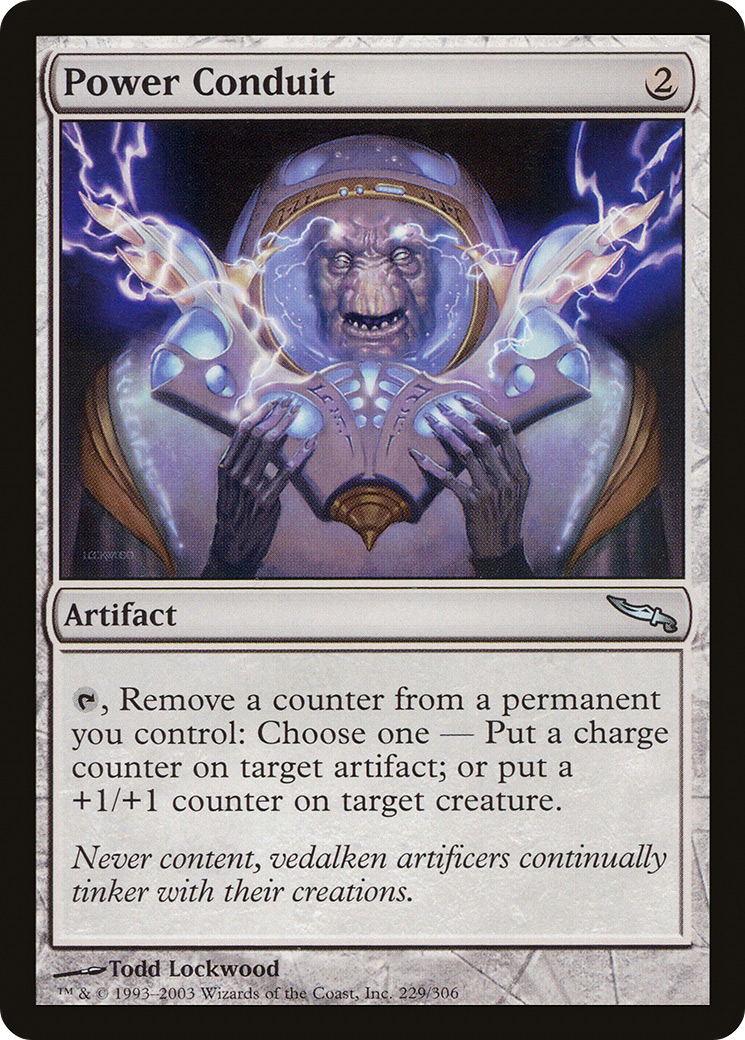 Power Conduit
2
LOCKWOOD
Artifact
, Remove a counter from a permanent
you control: Choose one — Put a charge
counter on target artifact; or put a
+1/+1 counter on target creature.
Never content, vedalken artificers continually
tinker with their creations.
Todd Lockwood
™ & © 1993–2003 Wizards of the Coast, Inc. 229/306